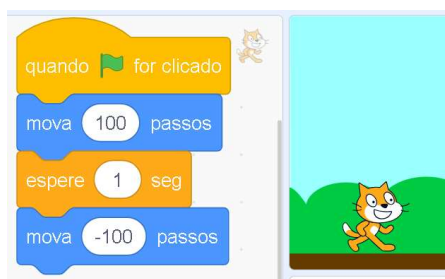 quando for clicado
mova 100 passos
espere 1 seg
mova -100 passos